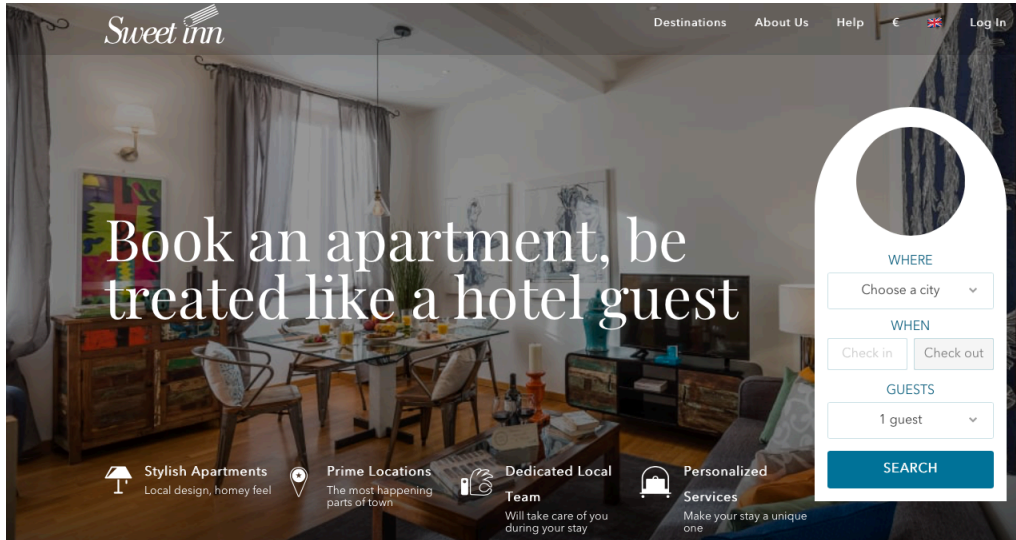 Sweet inn
Destinations
About Us
Help
€
Log In
Book an apartment, be
treated like a hotel guest
WHERE
Choose a city
WHEN
Check in
Check out
GUESTS
1 guest
SEARCH
Stylish Apartments
Local design, homey feel
Prime Locations
The most happening
parts of town
Dedicated Local
Team
Will take care of you
during your stay
Personalized
Services
Make your stay a unique
one